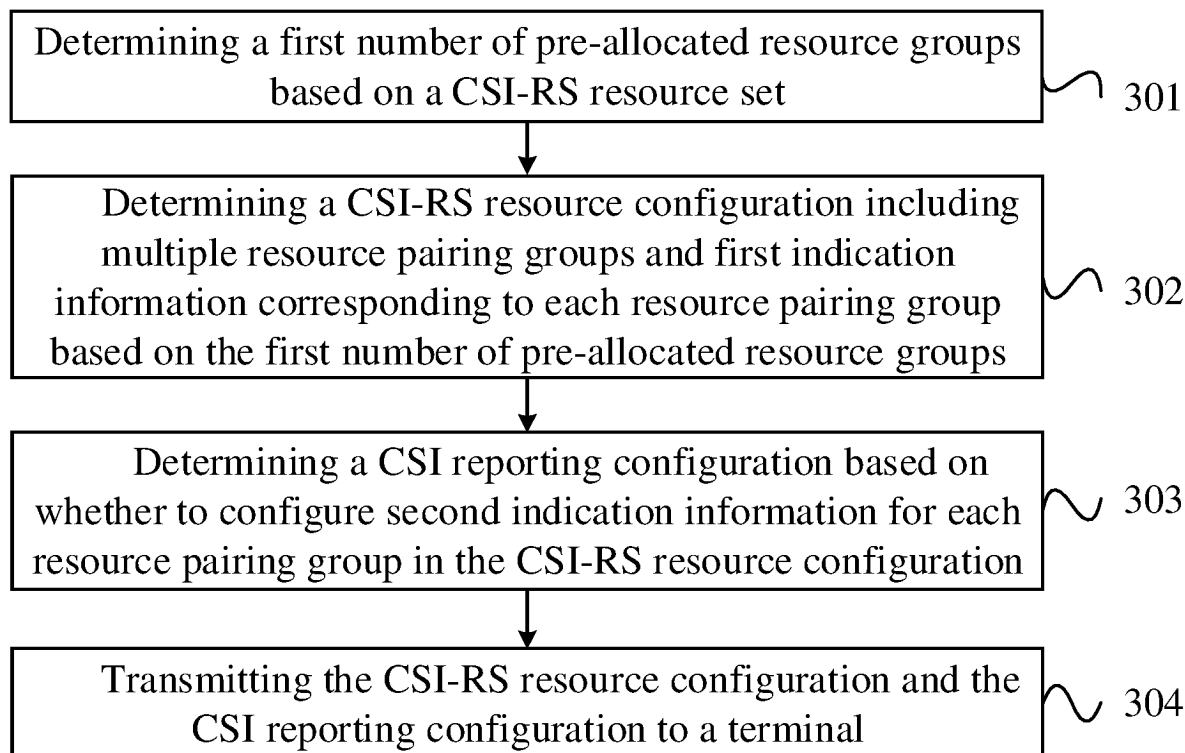 Determining a first number of pre-allocated resource groups
based on a CSI-RS resource set
301
Determining a CSI-RS resource configuration including
multiple resource pairing groups and first indication
information corresponding to each resource pairing group
based on the first number of pre-allocated resource groups
302
Determining a CSI reporting configuration based on
whether to configure second indication information for each
resource pairing group in the CSI-RS resource configuration
303
Transmitting the CSI-RS resource configuration and the
CSI reporting configuration to a terminal
304